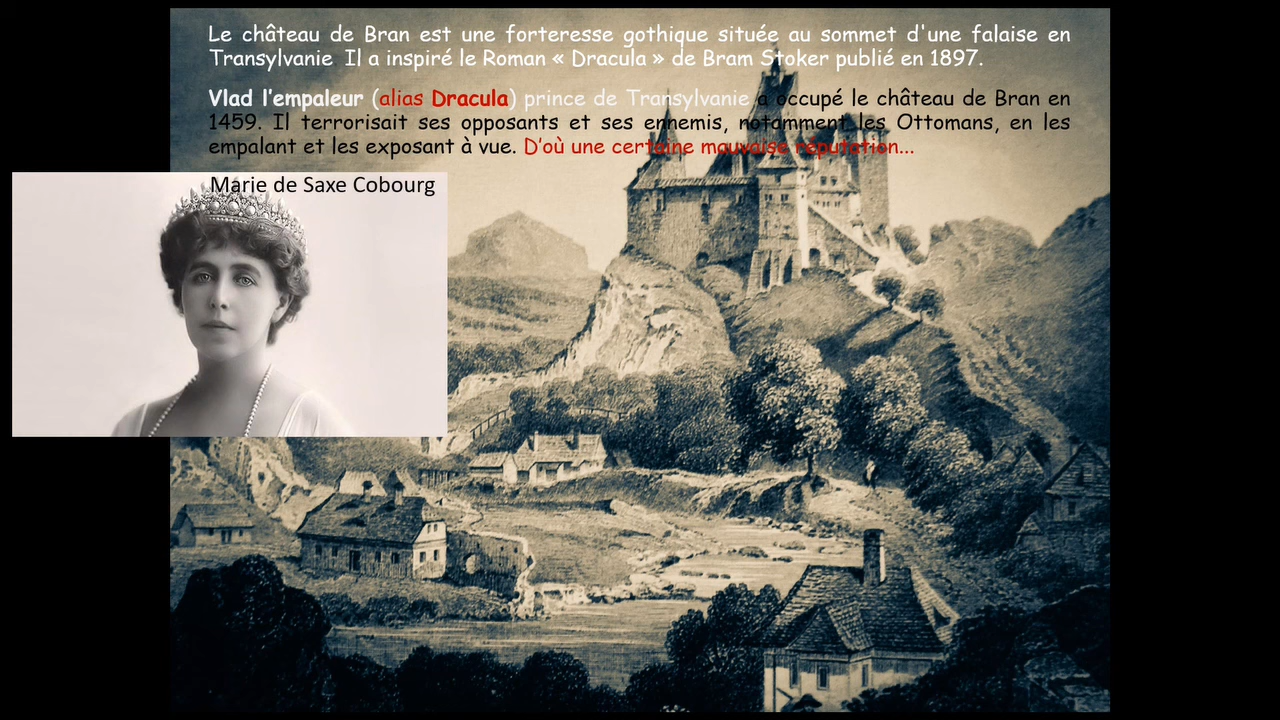 Le château de Bran est une forteresse gothique située au sommet d'une falaise en
Transylvanie Il a inspiré le Roman « Dracula » de Bram Stoker publié en 1897.
Vlad l’empaleur (alias Dracula) prince de Transylvanie a occupé le château de Bran en
1459. Il terrorisait ses opposants et ses ennemis, notamment les Ottomans, en les
empalant et les exposant à vue. D’où une certaine mauvaise réputation...
Marie de Saxe Cobourg